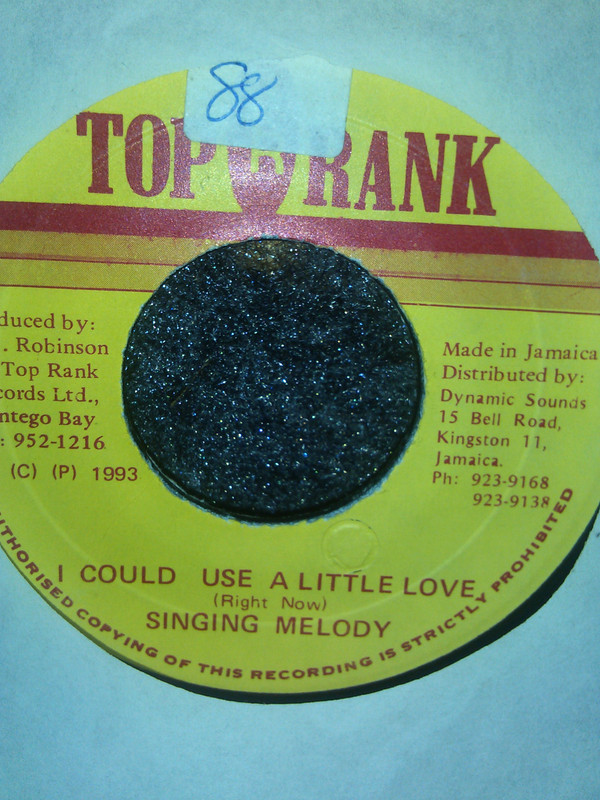 88
TOP RANK
duced by:
. Robinson
Top Rank
cords Ltd.,
ntego Bay
: 952-1216
(C) (P) 1993
Made in Jamaica
Distributed by:
Dynamic Sounds
15 Bell Road,
Kingston 11,
Jamaica.
Ph: 923-9168
923-9138
I COULD USE A LITTLE LOVE
(Right Now)
SINGING MELODY
UTHORISED COPYING OF THIS RECORDING IS STRICTLY PROHIBITED